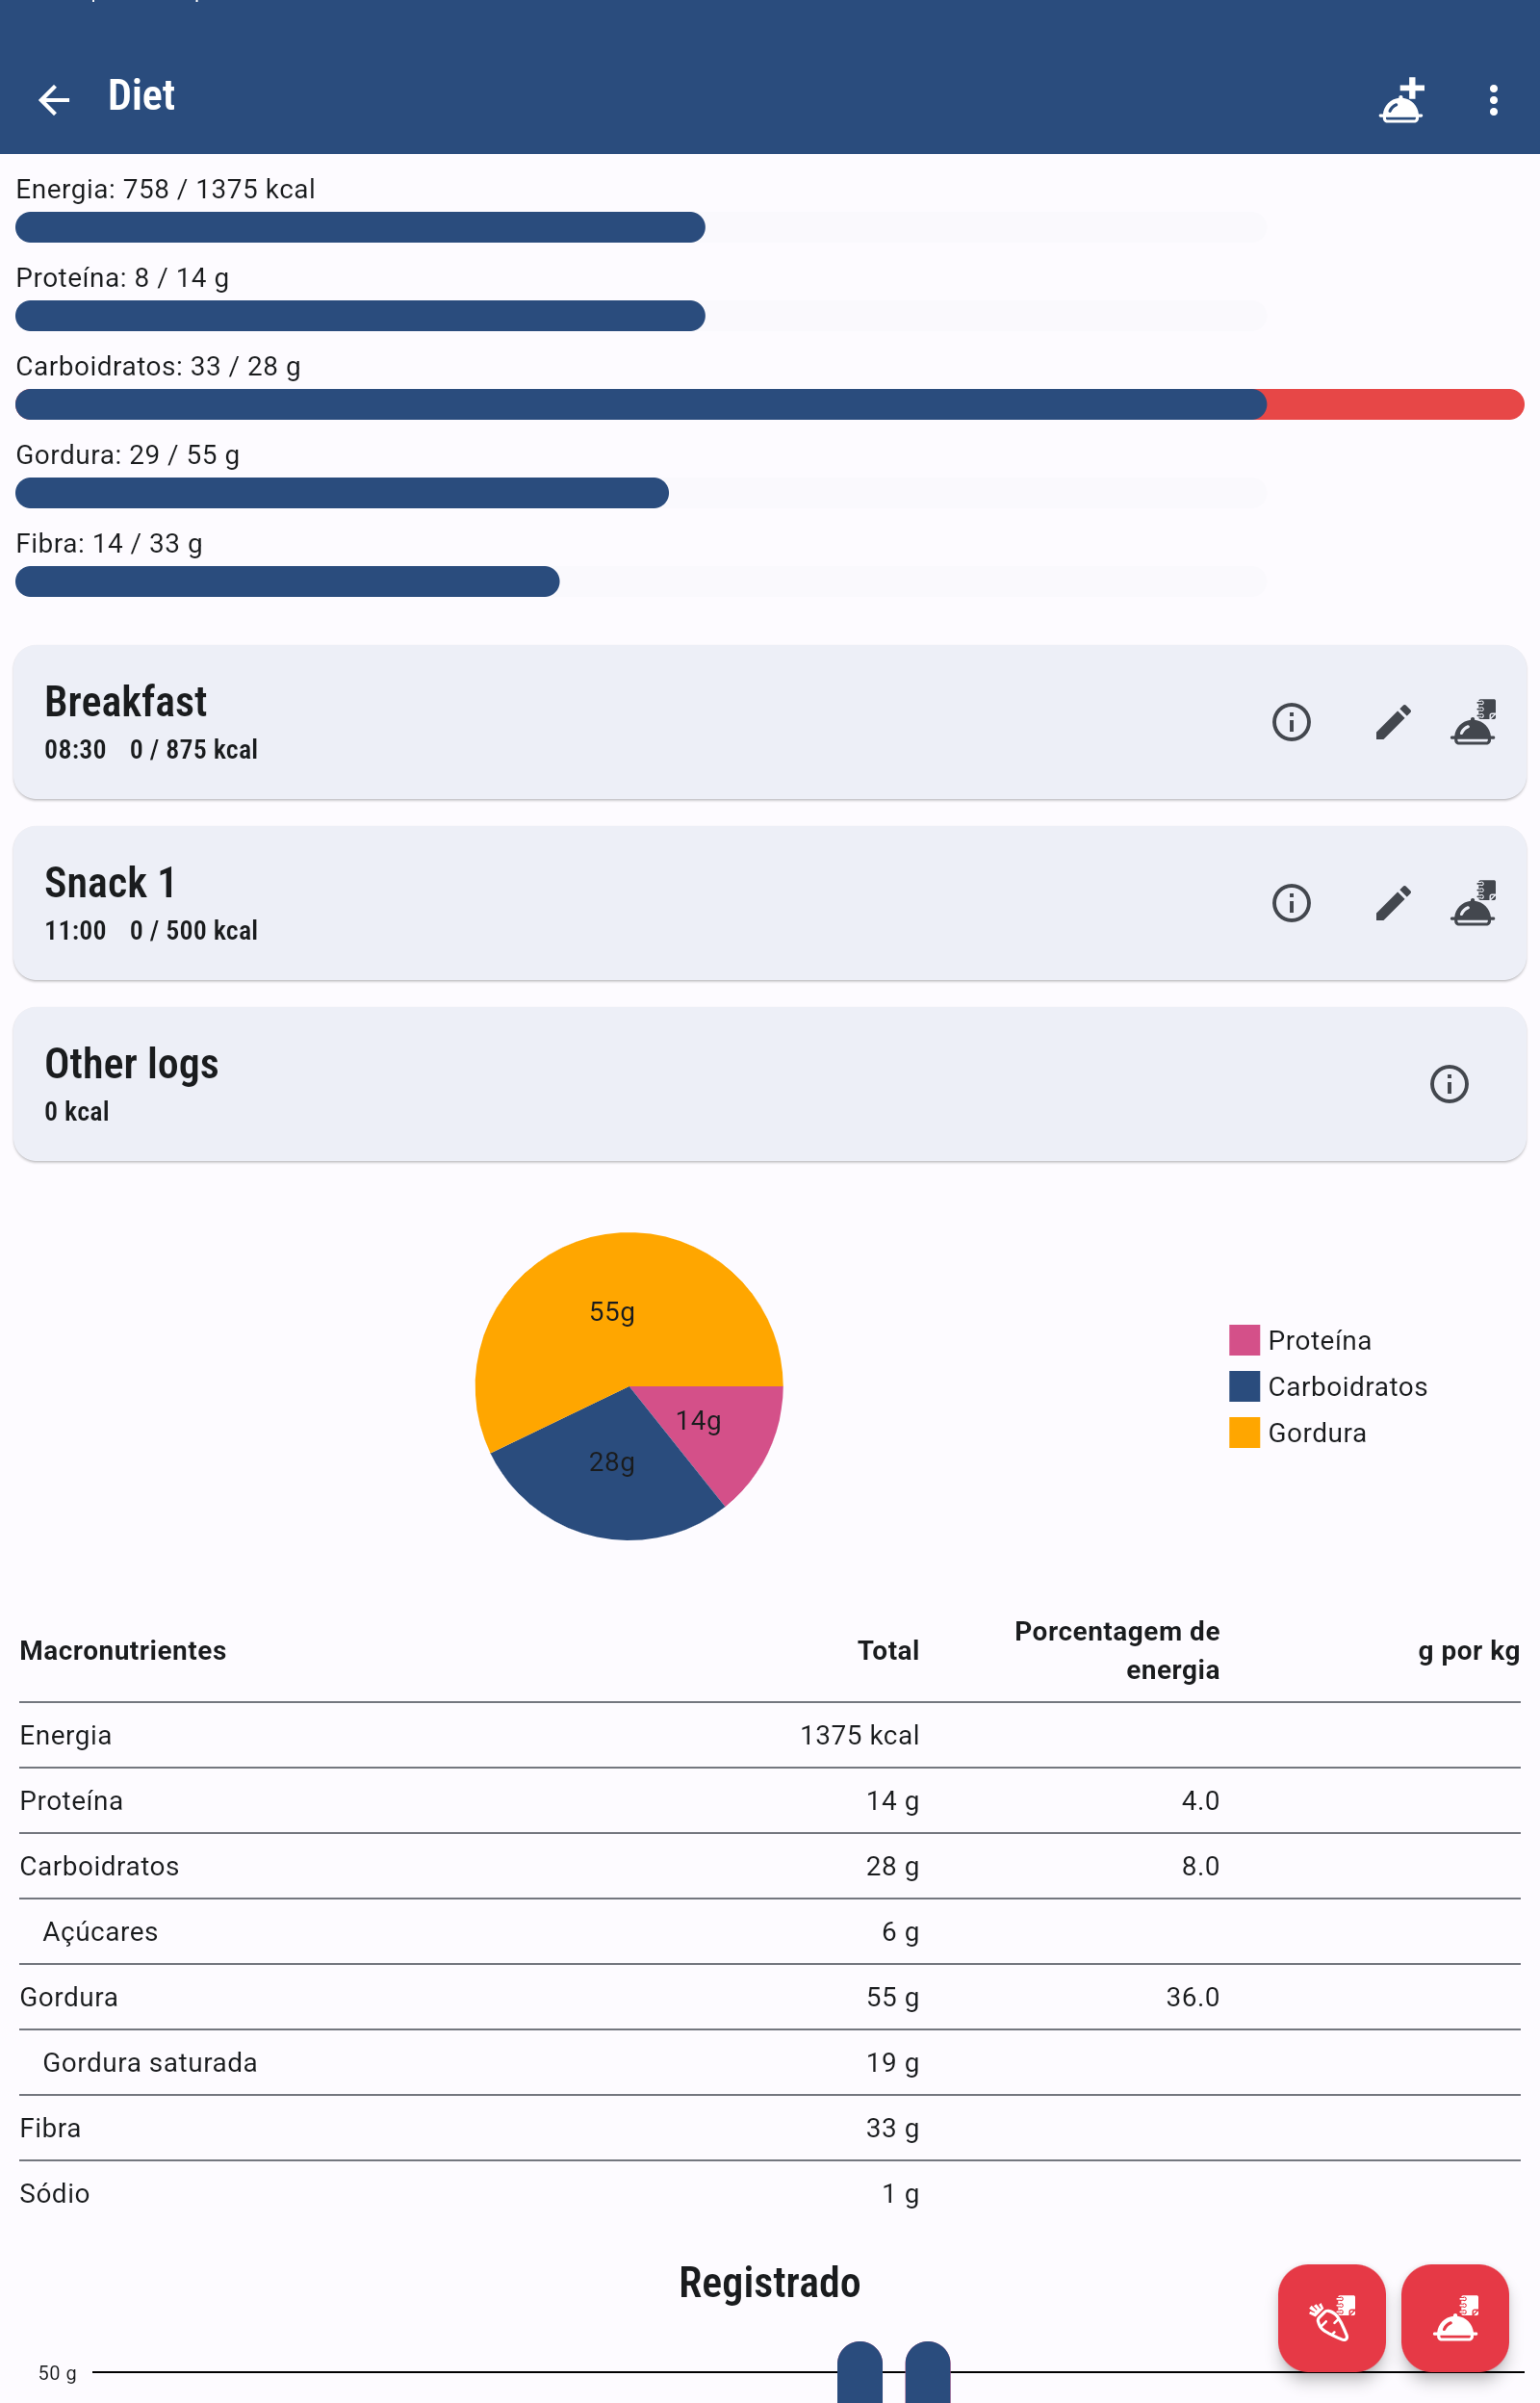 Diet
Energia: 758 / 1375 kcal
Proteína: 8 / 14 g
Carboidratos: 33 / 28 g
Gordura: 29 / 55 g
Fibra: 14 / 33 g
Breakfast
08:30 0 / 875 kcal
Snack 1
11:00 0 / 500 kcal
Other logs
0 kcal
55g
14g
28g
Proteína
Carboidratos
Gordura
Macronutrientes Total Porcentagem de energia g por kg
Energia 1375 kcal
Proteína 14 g 4.0
Carboidratos 28 g 8.0
Açúcares 6 g
Gordura 55 g 36.0
Gordura saturada 19 g
Fibra 33 g
Sódio 1 g
Registrado
50 g